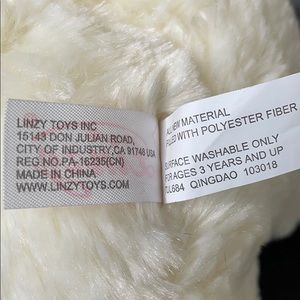 LINZY TOYS INC
15143 DON JULIAN ROAD,
CITY OF INDUSTRY,CA 91748 USA
REG NO.PA-16235(CN)
MADE IN CHINA
WWW.LINZYTOYS.COM
ALL NEW MATERIAL
FILLED WITH POLYESTER FIBER
SURFACE WASHABLE ONLY
FOR AGES 3 YEARS AND UP
QINGDAO 103018